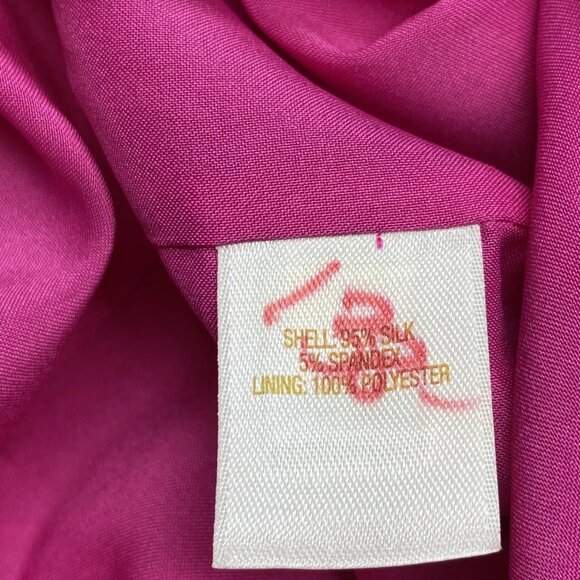 SHELL: 95% SILK
5% SPANDEX
LINING: 100% POLYESTER